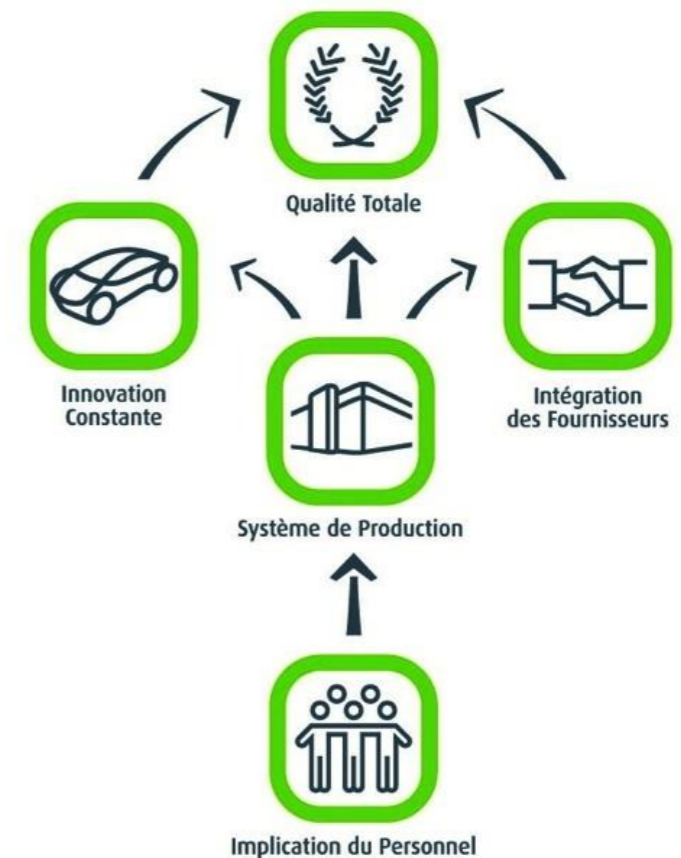 Qualité Totale
Innovation
Constante
Intégration
des Fournisseurs
Système de Production
Implication du Personnel